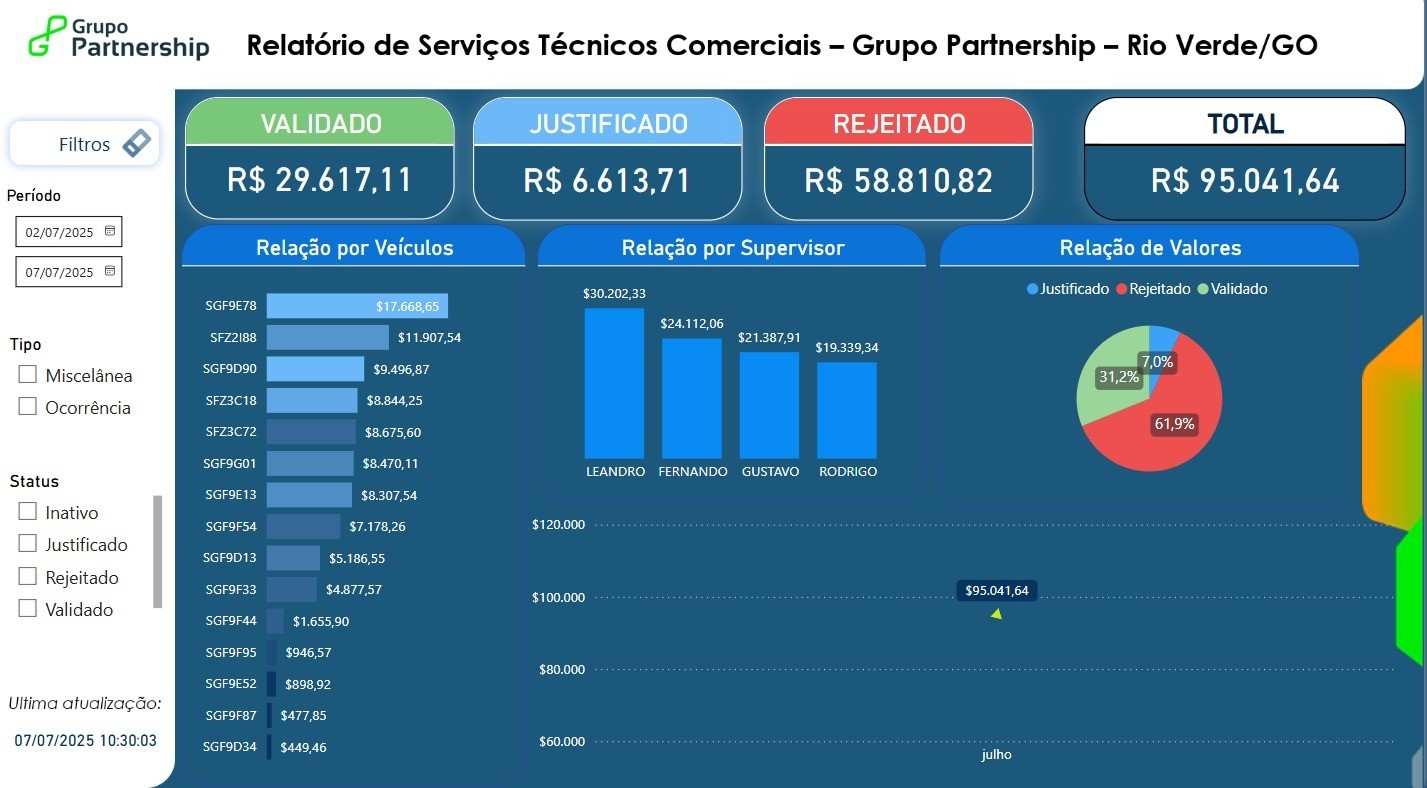 Grupo
Partnership
Relatório de Serviços Técnicos Comerciais – Grupo Partnership – Rio Verde/GO
Filtros
Período
02/07/2025
07/07/2025
Tipo
Miscelânea
Ocorrência
Status
Inativo
Justificado
Rejeitado
Validado
Ultima atualização:
07/07/2025 10:30:03
VALIDADO
R$ 29.617,11
JUSTIFICADO
R$ 6.613,71
REJEITADO
R$ 58.810,82
TOTAL
R$ 95.041,64
Relação por Veículos
SGF9E78 $17.668,65
SFZ2I88 $11.907,54
SGF9D90 $9.496,87
SFZ3C18 $8.844,25
SFZ3C72 $8.675,60
SGF9G01 $8.470,11
SGF9E13 $8.307,54
SGF9F54 $7.178,26
SGF9D13 $5.186,55
SGF9F33 $4.877,57
SGF9F44 $1.655,90
SGF9F95 $946,57
SGF9E52 $898,92
SGF9F87 $477,85
SGF9D34 $449,46
Relação por Supervisor
$30.202,33
$24.112,06
$21.387,91
$19.339,34
LEANDRO FERNANDO GUSTAVO RODRIGO
Relação de Valores
Justificado Rejeitado Validado
7,0%
31,2%
61,9%
$120.000
$95.041,64
$100.000
$80.000
$60.000
julho